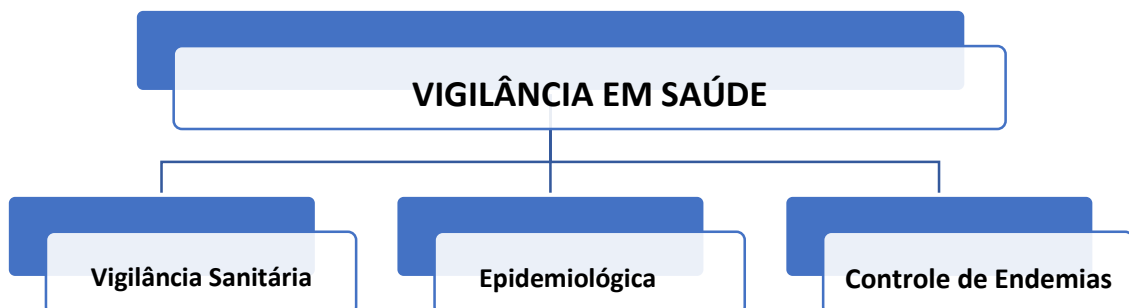 VIGILÂNCIA EM SAÚDE
Vigilância Sanitária
Epidemiológica
Controle de Endemias